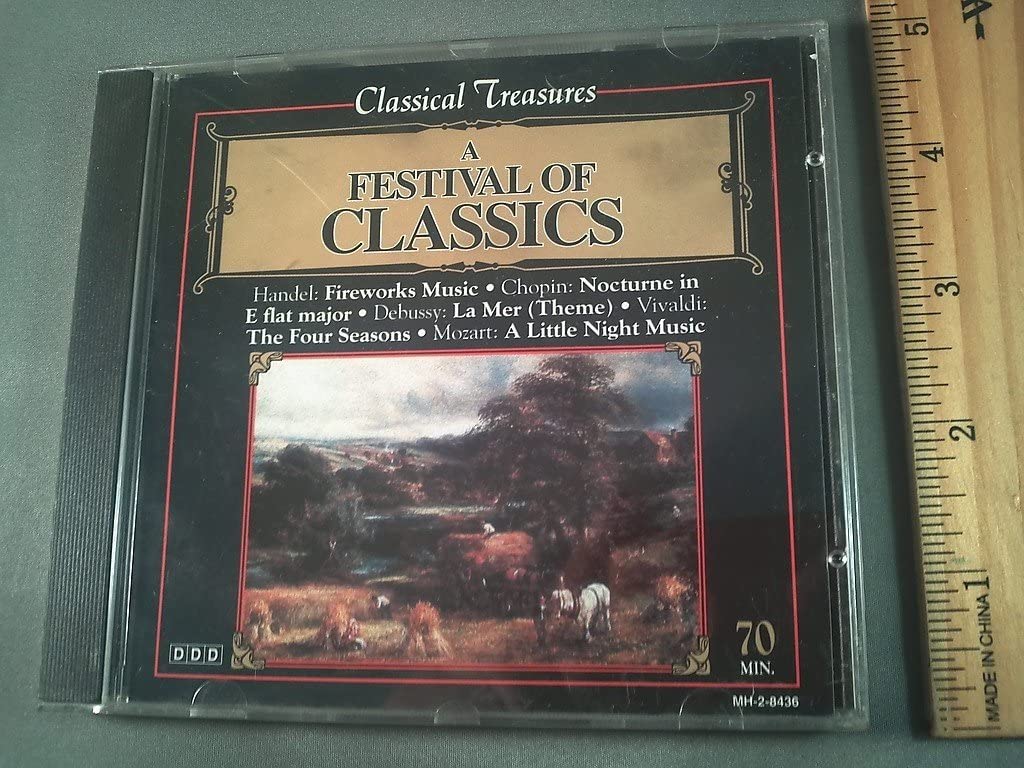 Classical Treasures
A
FESTIVAL OF
CLASSICS
Handel: Fireworks Music • Chopin: Nocturne in
E flat major • Debussy: La Mer (Theme) • Vivaldi:
The Four Seasons • Mozart: A Little Night Music
DDD
70
MIN.
MH-2-8436
5
4
3
2
1
MADE IN CHINA